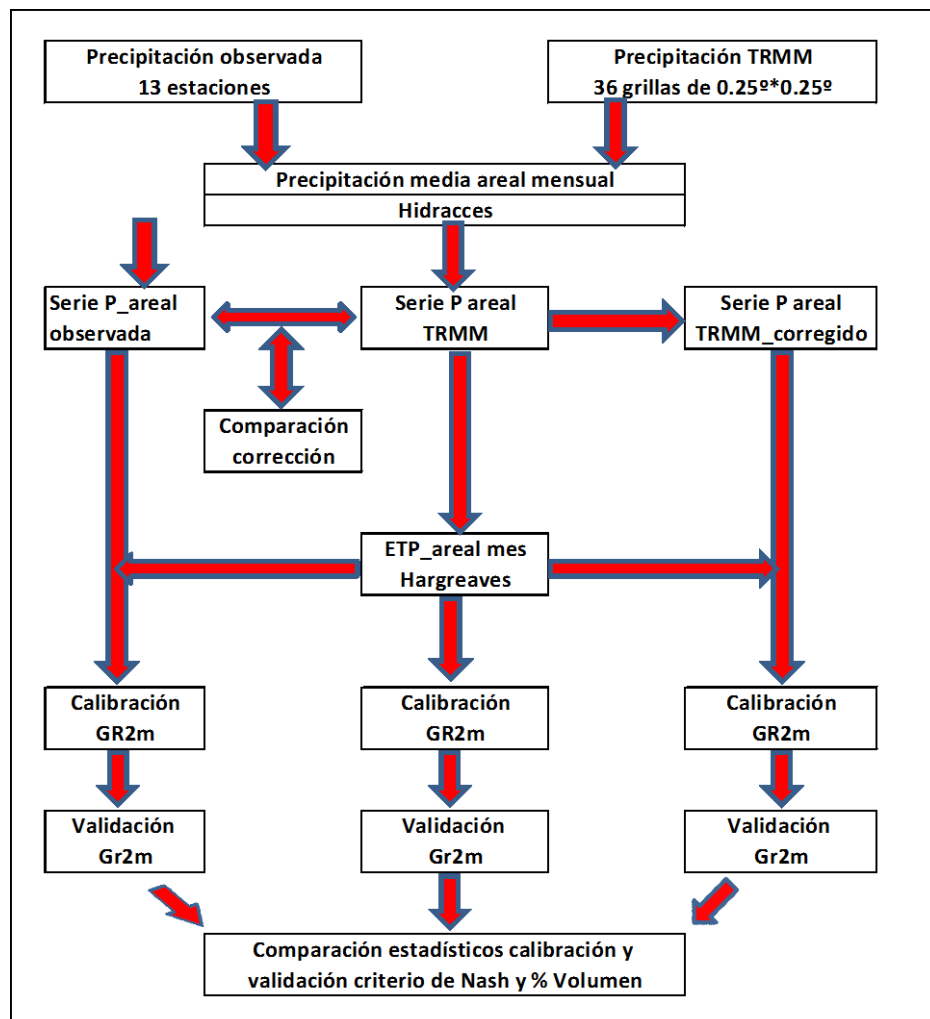 Precipitación observada
13 estaciones
Precipitación TRMM
36 grillas de 0.25º*0.25º
Precipitación media areal mensual
Hidracces
Serie P_areal
observada
Serie P areal
TRMM
Serie P areal
TRMM_corregido
Comparación
corrección
ETP_areal mes
Hargreaves
Calibración
GR2m
Calibración
GR2m
Calibración
GR2m
Validación
Gr2m
Validación
Gr2m
Validación
Gr2m
Comparación estadísticos calibración y
validación criterio de Nash y % Volumen